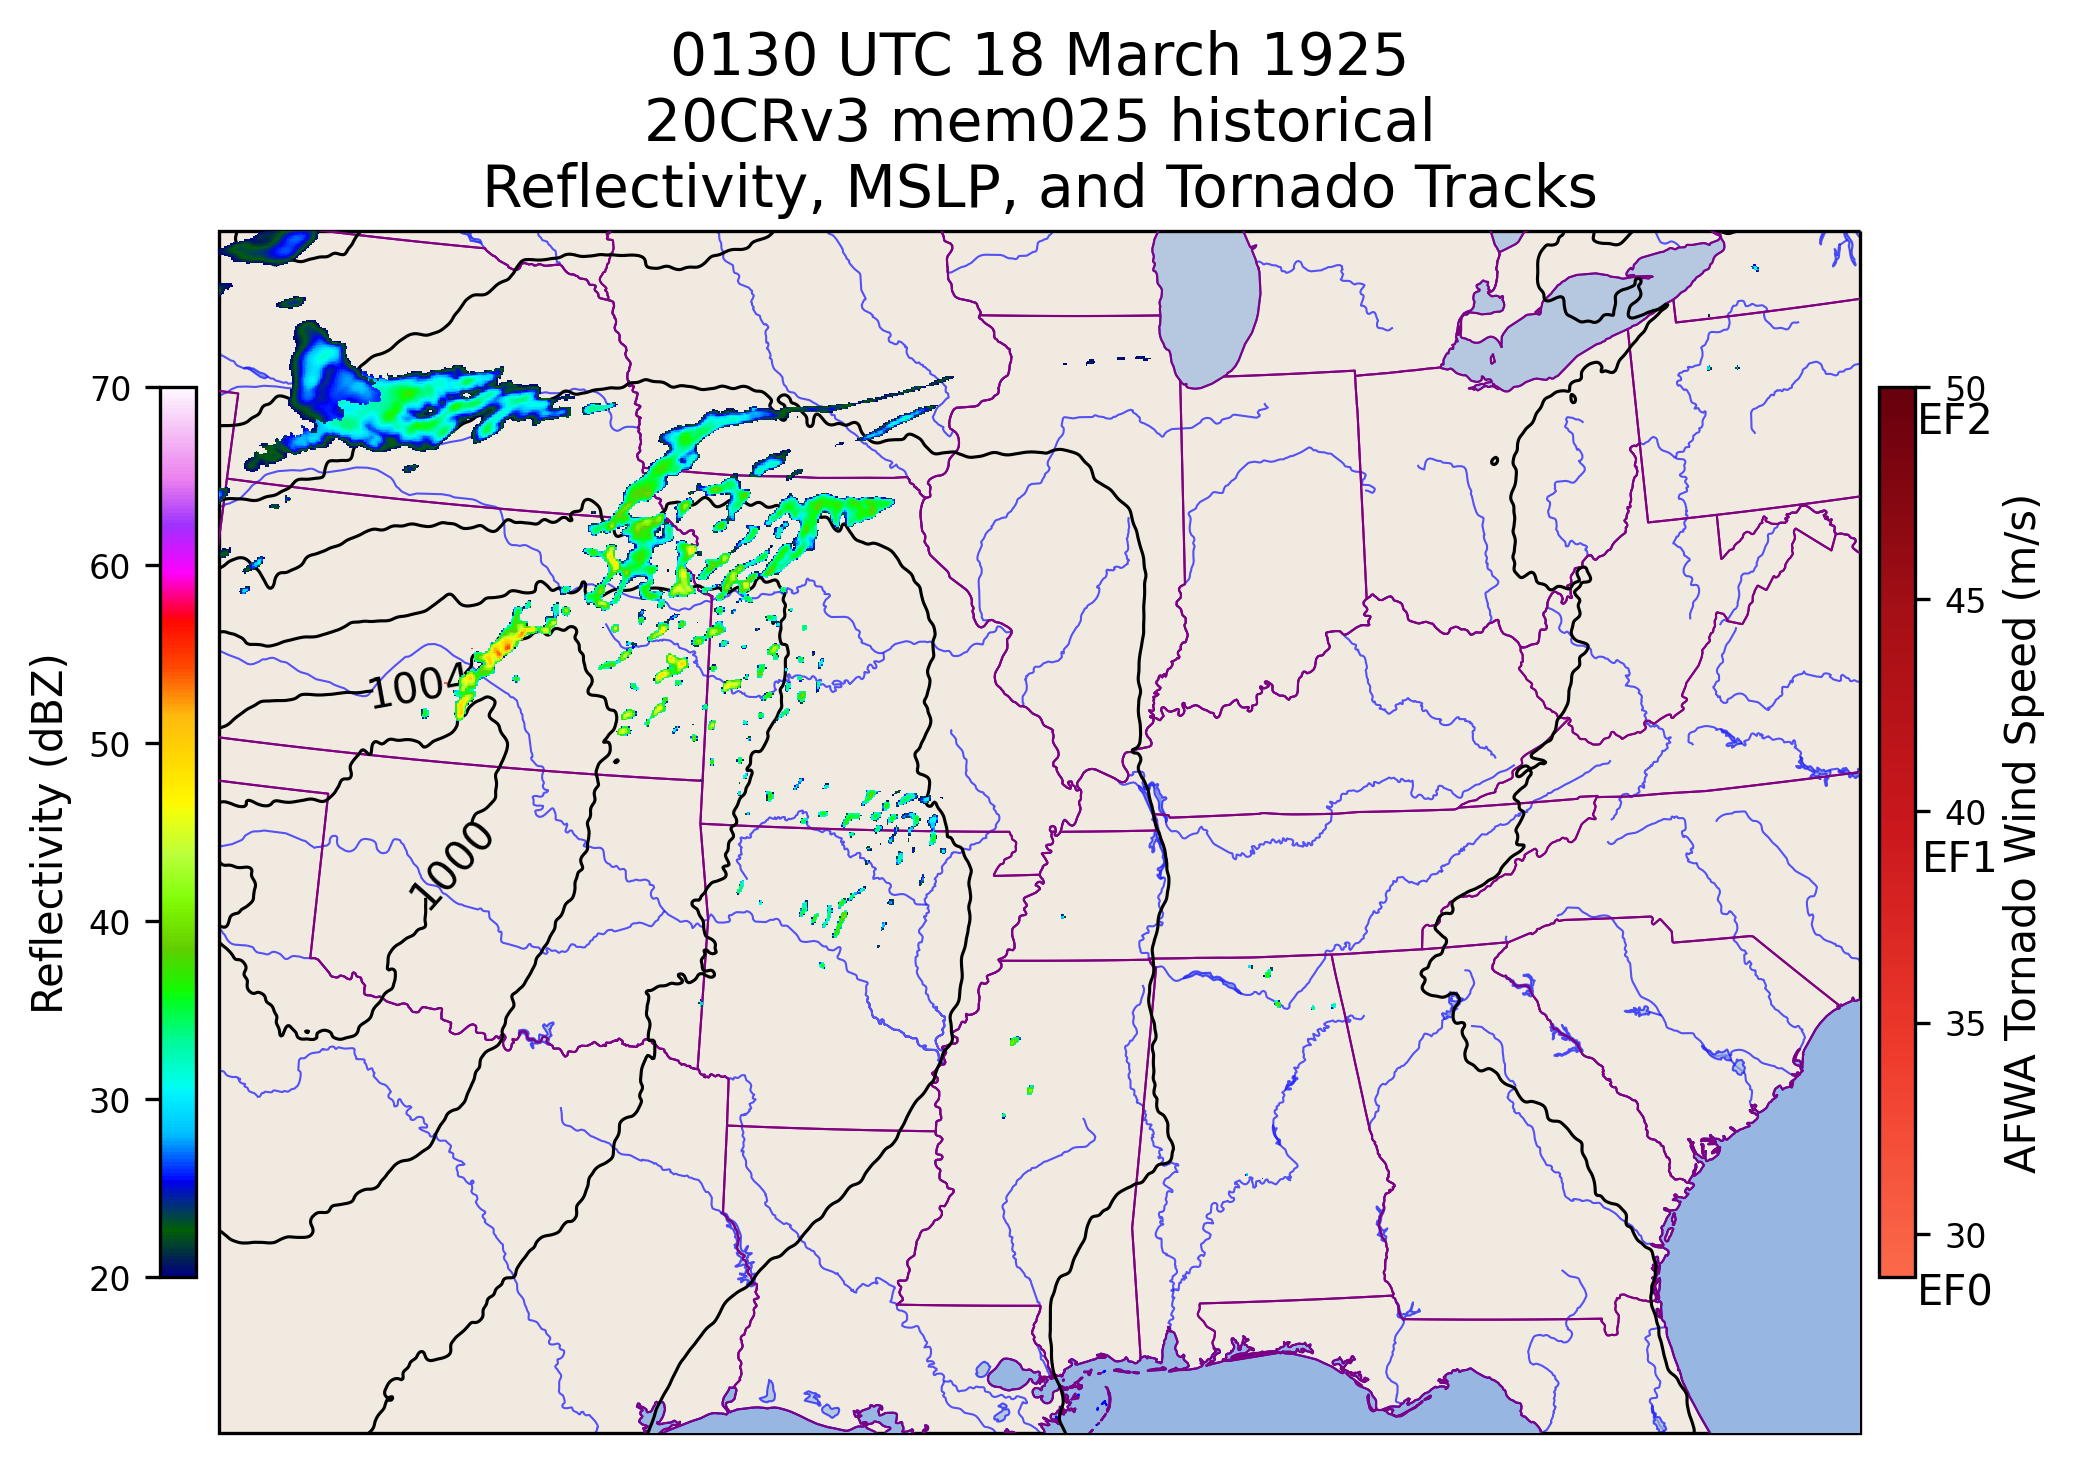 0130 UTC 18 March 1925
20CRv3 mem025 historical
Reflectivity, MSLP, and Tornado Tracks
70
60
50
40
30
20
Reflectivity (dBZ)
1004
1000
50
EF2
45
40
EF1
35
30
EF0
AFWA Tornado Wind Speed (m/s)